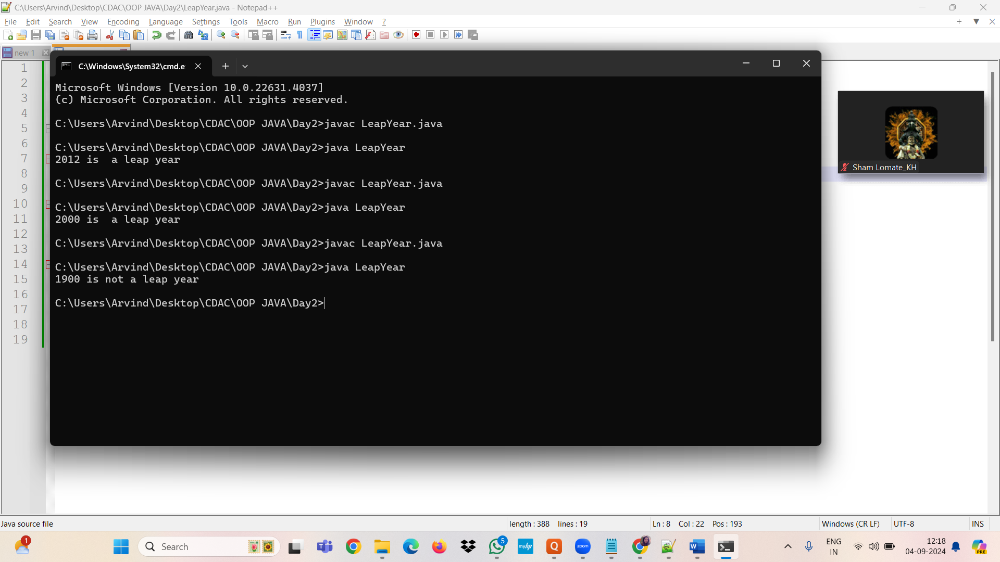 C:\Users\Arvind\Desktop\CDAC\OOP JAVA\Day2\LeapYear.java - Notepad++
File Edit Search View Encoding Language Settings Tools Macro Run Plugins Window ?
new 1
C:\Windows\System32\cmd.e
Microsoft Windows [Version 10.0.22631.4037]
(c) Microsoft Corporation. All rights reserved.
C:\Users\Arvind\Desktop\CDAC\OOP JAVA\Day2>javac LeapYear.java
C:\Users\Arvind\Desktop\CDAC\OOP JAVA\Day2>java LeapYear
2012 is  a leap year
C:\Users\Arvind\Desktop\CDAC\OOP JAVA\Day2>javac LeapYear.java
C:\Users\Arvind\Desktop\CDAC\OOP JAVA\Day2>java LeapYear
2000 is  a leap year
C:\Users\Arvind\Desktop\CDAC\OOP JAVA\Day2>javac LeapYear.java
C:\Users\Arvind\Desktop\CDAC\OOP JAVA\Day2>java LeapYear
1900 is not a leap year
C:\Users\Arvind\Desktop\CDAC\OOP JAVA\Day2>
1
2
3
4
5
6
7
8
9
10
11
12
13
14
15
16
17
18
19
Sham Lomate_KH
Java source file length : 388 lines : 19 Ln : 8 Col : 22 Pos : 193 Windows (CR LF) UTF-8 INS
1 Search 5 myhp Q zoom W ENG IN 12:18 04-09-2024 PRE